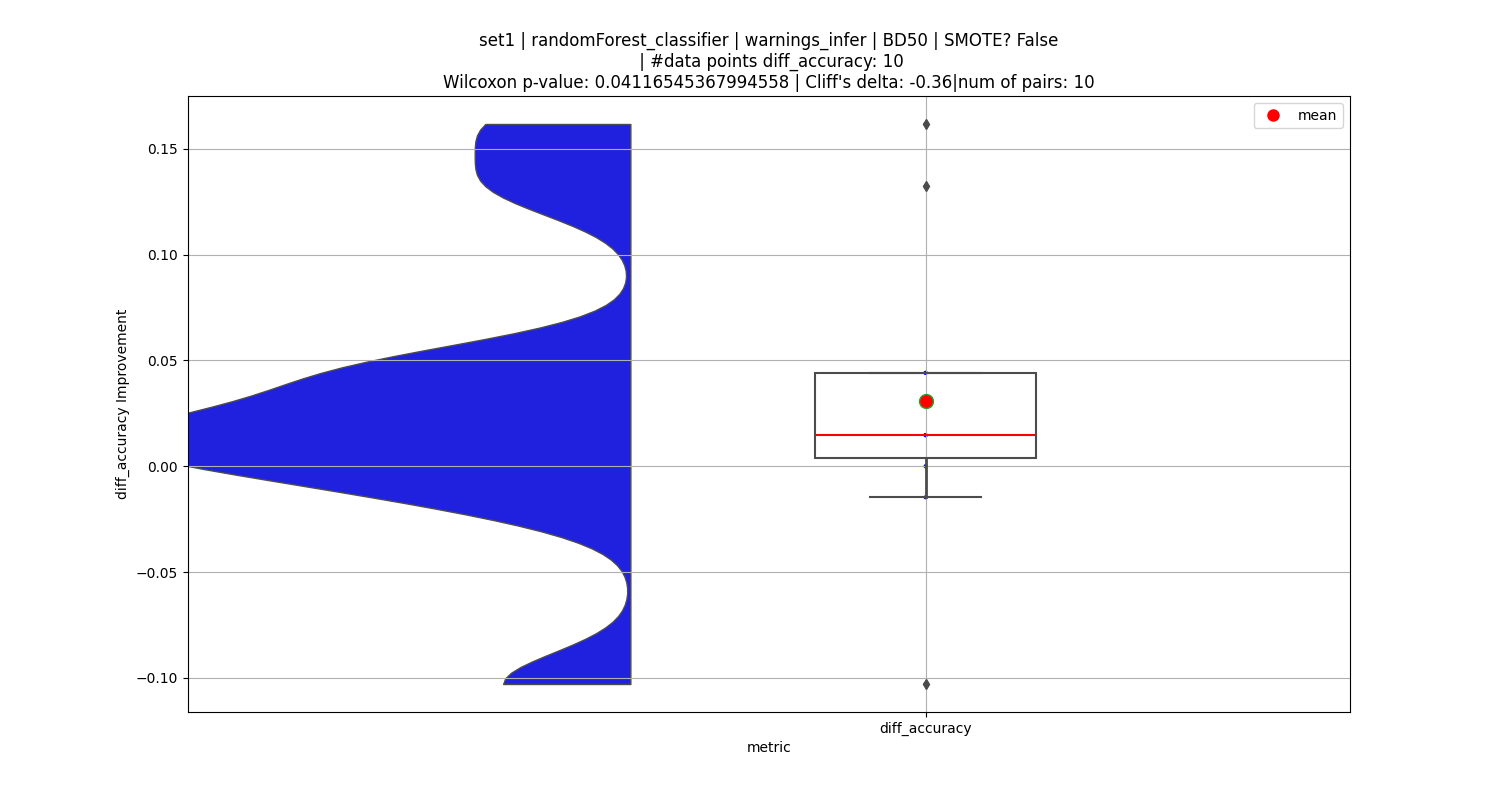 set1 | randomForest_classifier | warnings_infer | BD50 | SMOTE? False
| #data points diff_accuracy: 10
Wilcoxon p-value: 0.04116545367994558 | Cliff's delta: -0.36|num of pairs: 10
mean
0.15
0.10
0.05
0.00
−0.05
−0.10
diff_accuracy Improvement
diff_accuracy
metric